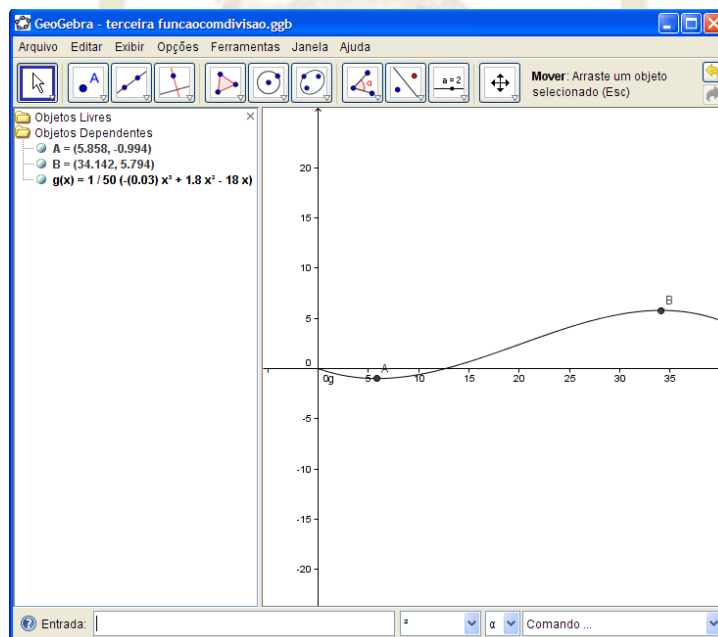 GeoGebra - terceira funcaocomdivisao.ggb
Arquivo Editar Exibir Opções Ferramentas Janela Ajuda
A
α
a = 2
Mover: Arraste um objeto
selecionado (Esc)
Objetos Livres
Objetos Dependentes
A = (5.858, -0.994)
B = (34.142, 5.794)
g(x) = 1 / 50 (-(0.03) x³ + 1.8 x² - 18 x)
20
15
10
5
0
-5
-10
-15
-20
0g 5 10 15 20 25 30 35
A
B
Entrada:
²
α
Comando ...